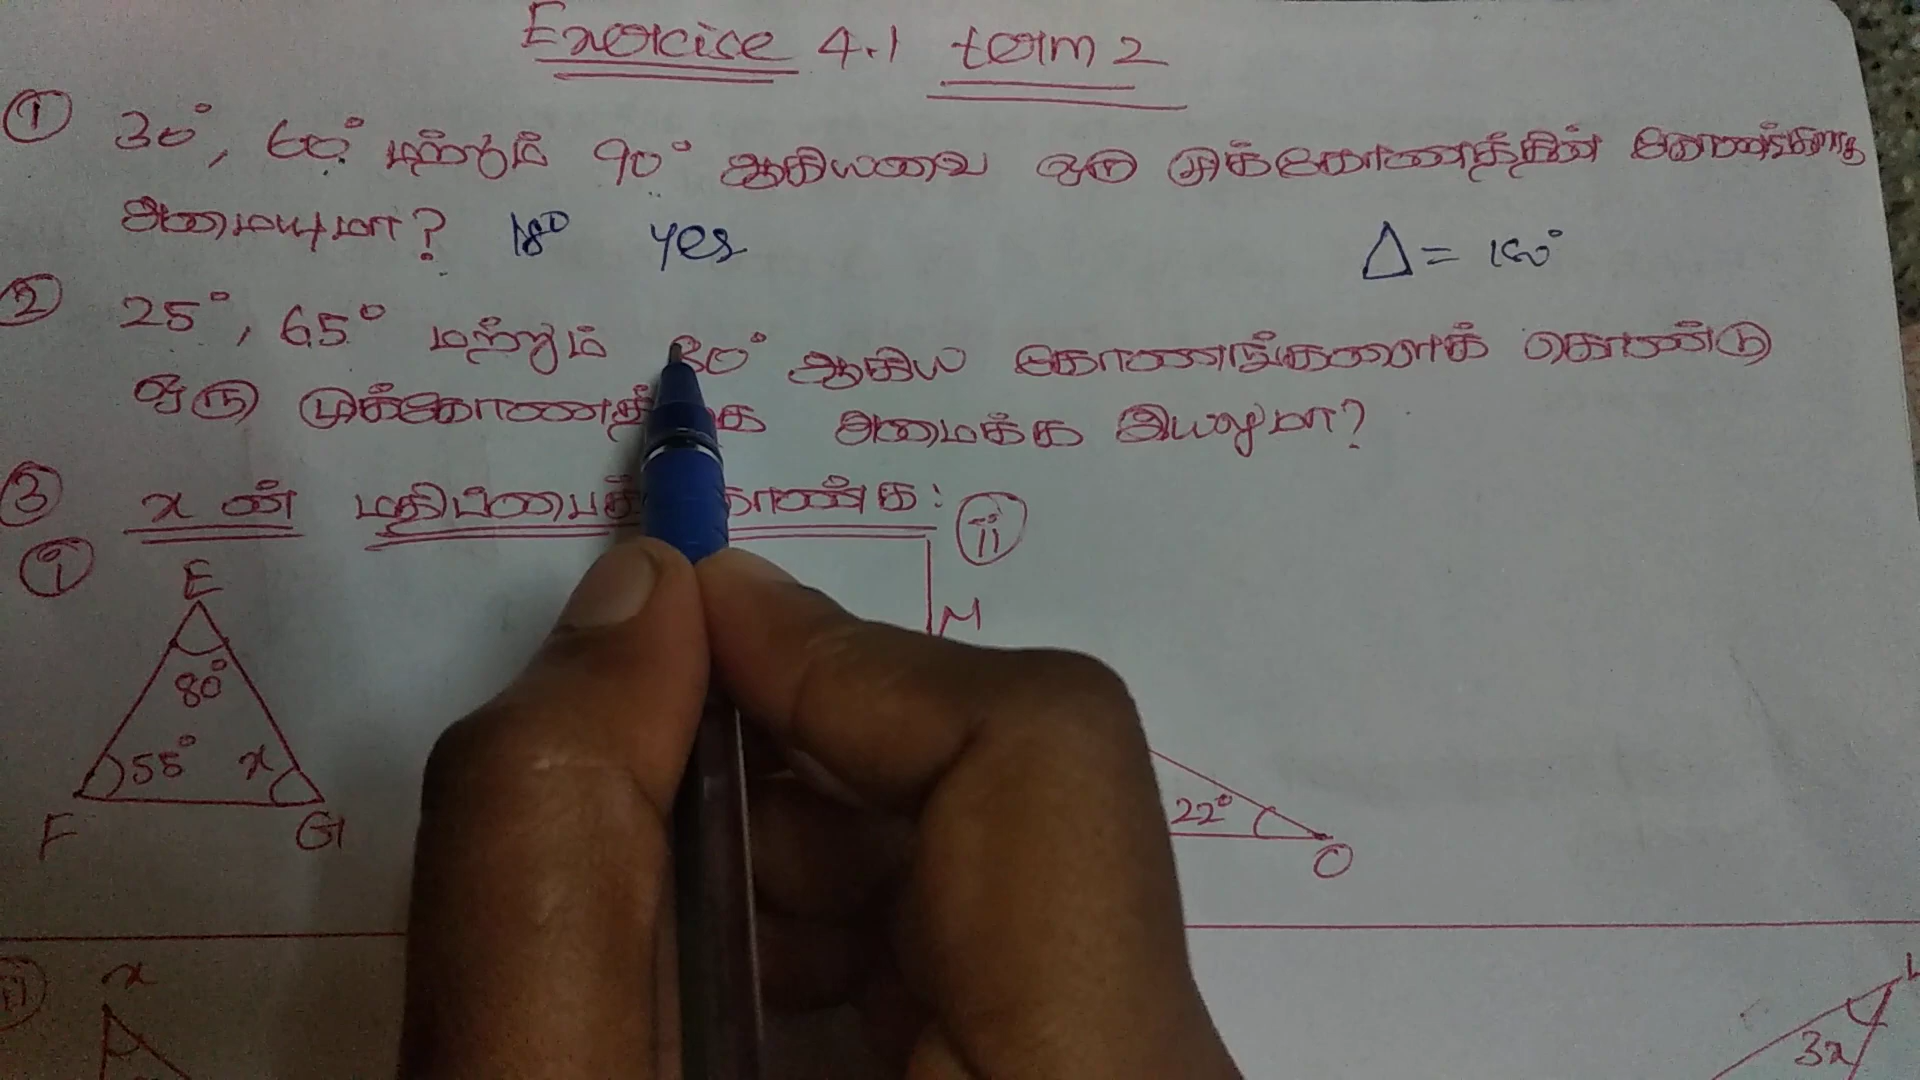 Exercise 4.1 term 2
① 30°, 60° மற்றும் 90° ஆகியவை ஒரு முக்கோணத்தின் கோணங்களாக
அமையுமா? 180 yes
Δ = 180°
② 25°, 65° மற்றும் 80° ஆகிய கோணங்களைக் கொண்டு
ஒரு முக்கோணத் அமைக்க இயலுமா?
③ x ன் மதிப்பைக் காண்க:
i
E
80°
55° x
F G
ii
M
22°
O
x
3x
L